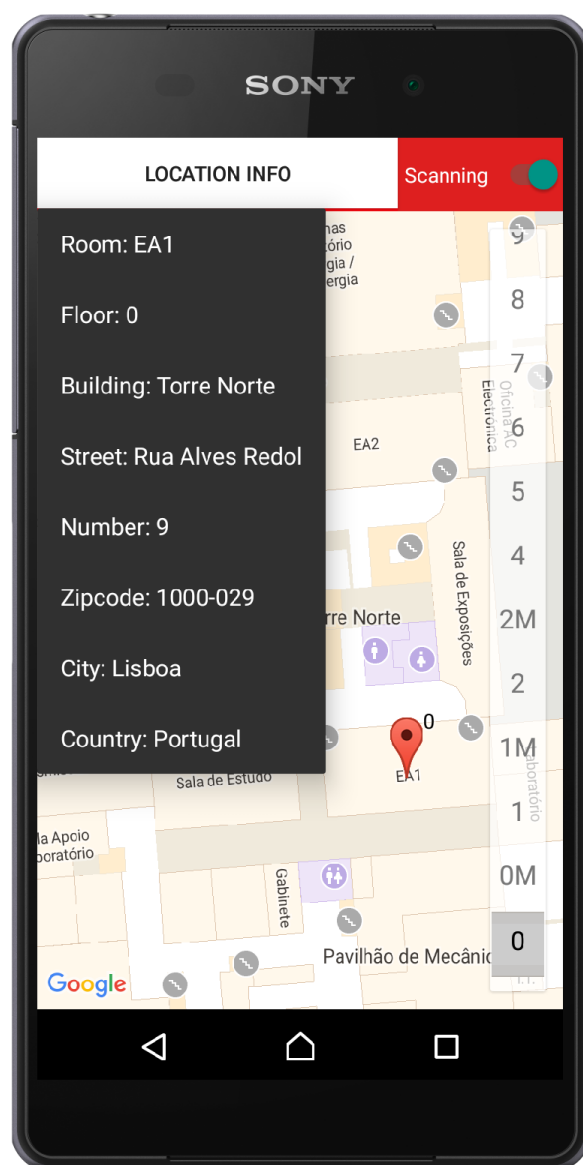 SONY
LOCATION INFO
Scanning
Room: EA1
Floor: 0
Building: Torre Norte
Street: Rua Alves Redol
Number: 9
Zipcode: 1000-029
City: Lisboa
Country: Portugal
9
8
7
6
5
4
2M
2
1M
1
0M
0
Oficina AC
Electrónica
EA2
Sala de Exposições
rre Norte
0
EA1
Sala de Estudo
la Apoio
Gabinete
Pavilhão de Mecânic
Google